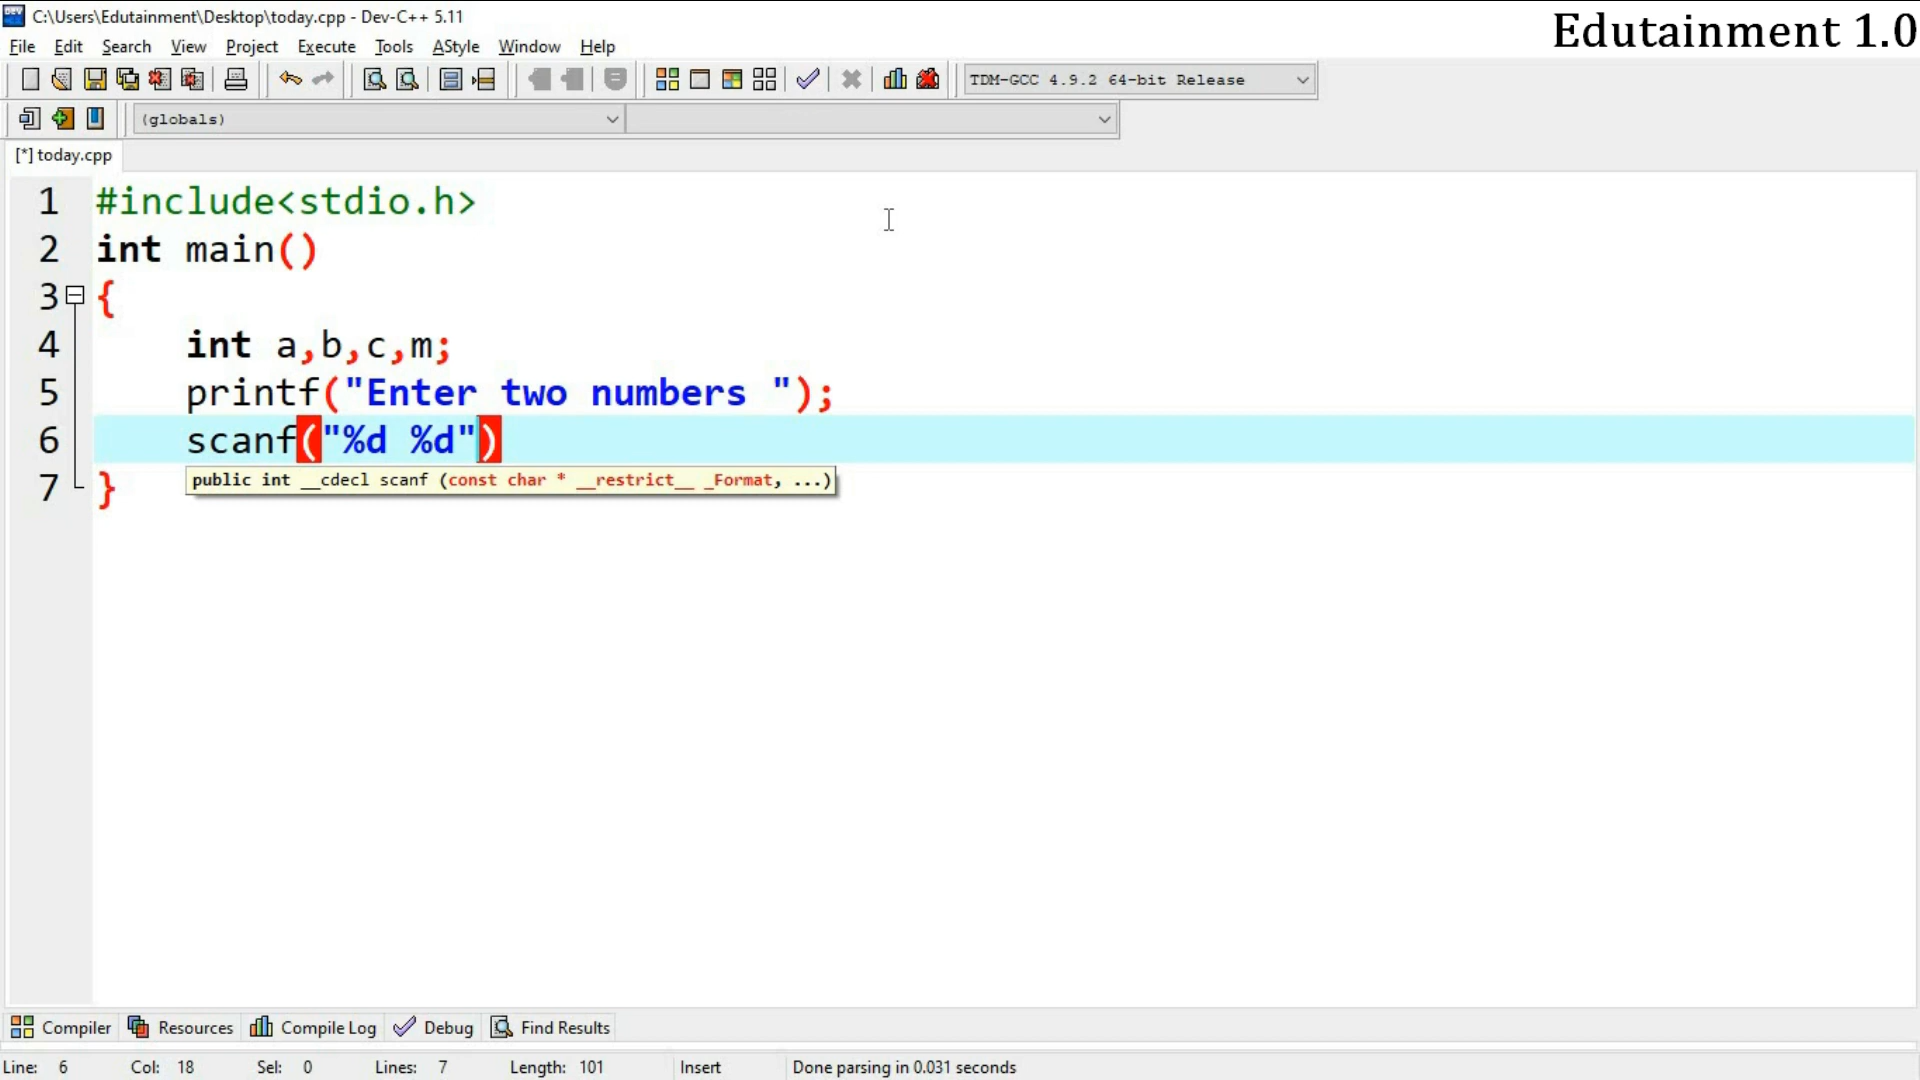 C:\Users\Edutainment\Desktop\today.cpp - Dev-C++ 5.11
Edutainment 1.0
File Edit Search View Project Execute Tools AStyle Window Help
TDM-GCC 4.9.2 64-bit Release
(globals)
[*] today.cpp
1 #include<stdio.h>
2 int main()
3 {
4 int a,b,c,m;
5 printf("Enter two numbers ");
6 scanf("%d %d")
public int __cdecl scanf (const char * __restrict__ _Format, ...)
7 }
Compiler Resources Compile Log Debug Find Results
Line: 6 Col: 18 Sel: 0 Lines: 7 Length: 101 Insert Done parsing in 0.031 seconds